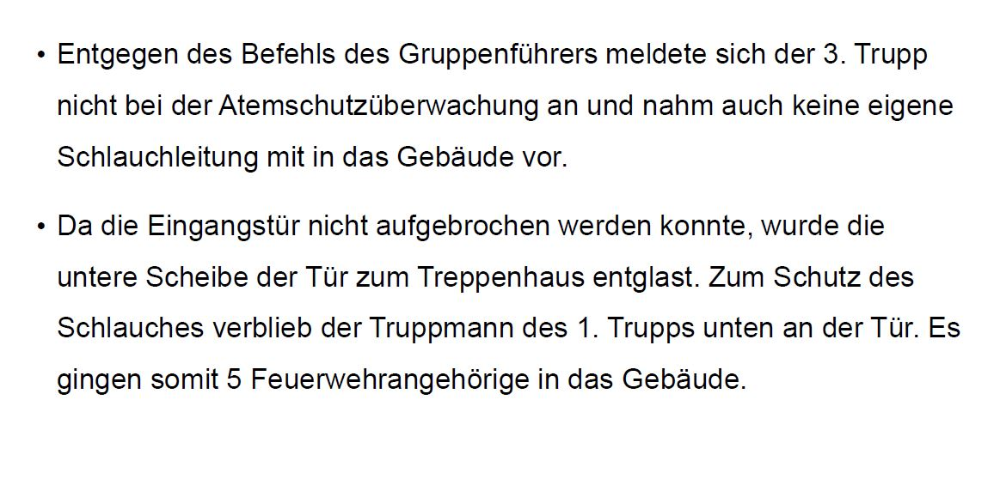 • Entgegen des Befehls des Gruppenführers meldete sich der 3. Trupp
nicht bei der Atemschutzüberwachung an und nahm auch keine eigene
Schlauchleitung mit in das Gebäude vor.
• Da die Eingangstür nicht aufgebrochen werden konnte, wurde die
untere Scheibe der Tür zum Treppenhaus entglast. Zum Schutz des
Schlauches verblieb der Truppmann des 1. Trupps unten an der Tür. Es
gingen somit 5 Feuerwehrangehörige in das Gebäude.